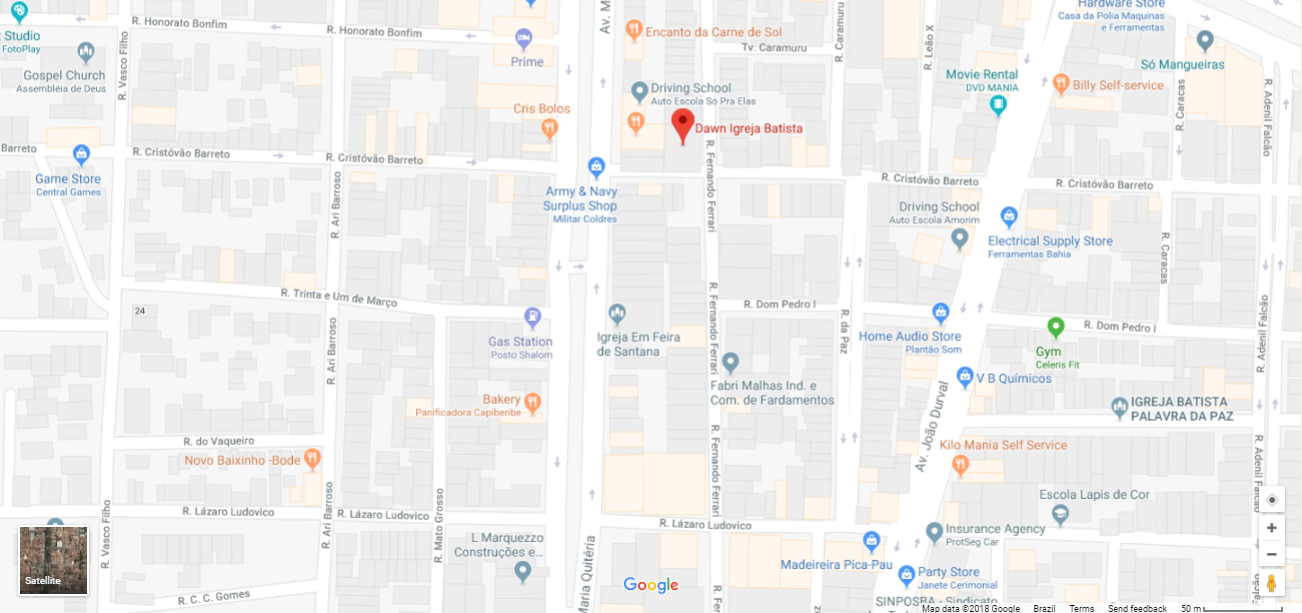 R. Honorato Bonfim
R. Honorato Bonfim
Av. M
Encanto da Carne de Sol
Tv. Caramuru
R. Caramuru
R. Leão X
Hardware Store
Casa da Polia Maquinas
e Ferramentas
Studio
FotoPlay
Gospel Church
Assembléia de Deus
R. Vasco Filho
Prime
Só Mangueiras
Movie Rental
DVD MANIA
Billy Self-service
R. Caracas
R. Adenil Falcão
Driving School
Auto Escola Só Pra Elas
Cris Bolos
Dawn Igreja Batista
Barreto
R. Cristóvão Barreto
R. Cristóvão Barreto
R. Cristóvão Barreto
R. Cristóvão Barreto
Game Store
Central Games
R. Ari Barroso
Army & Navy
Surplus Shop
Militar Coldres
R. Fernando Ferrari
Driving School
Auto Escola Amorim
Electrical Supply Store
Ferramentas Bahia
R. Caracas
R. Trinta e Um de Março
24
R. Dom Pedro I
R. Dom Pedro I
Gas Station
Posto Shalom
Igreja Em Feira
de Santana
R. Fernando Ferrari
R. da Paz
Home Audio Store
Plantão Som
Gym
Celeris Fit
R. Adenil Falcão
R. Ari Barroso
Fabri Malhas Ind. e
Com. de Fardamentos
V B Químicos
Bakery
Panificadora Capiberibe
IGREJA BATISTA
PALAVRA DA PAZ
Av. João Durval
R. do Vaqueiro
Novo Baixinho -Bode
Kilo Mania Self Service
R. Fernando Ferrari
R. Adenil Falcão
R. Vasco Filho
R. Lázaro Ludovico
R. Ari Barroso
R. Lázaro Ludovico
R. Mato Grosso
R. Lázaro Ludovico
Escola Lapis de Cor
Insurance Agency
ProtSeg Car
L Marquezzo
Construções e...
Maria Quitéria
Madeireira Pica-Pau
Party Store
Janete Cerimonial
SINPOSBA - Sindicato
Satellite
R. C. C. Gomes
Google
R. Fer
Falcão
Map data ©2018 Google Brazil Terms Send feedback 50 m